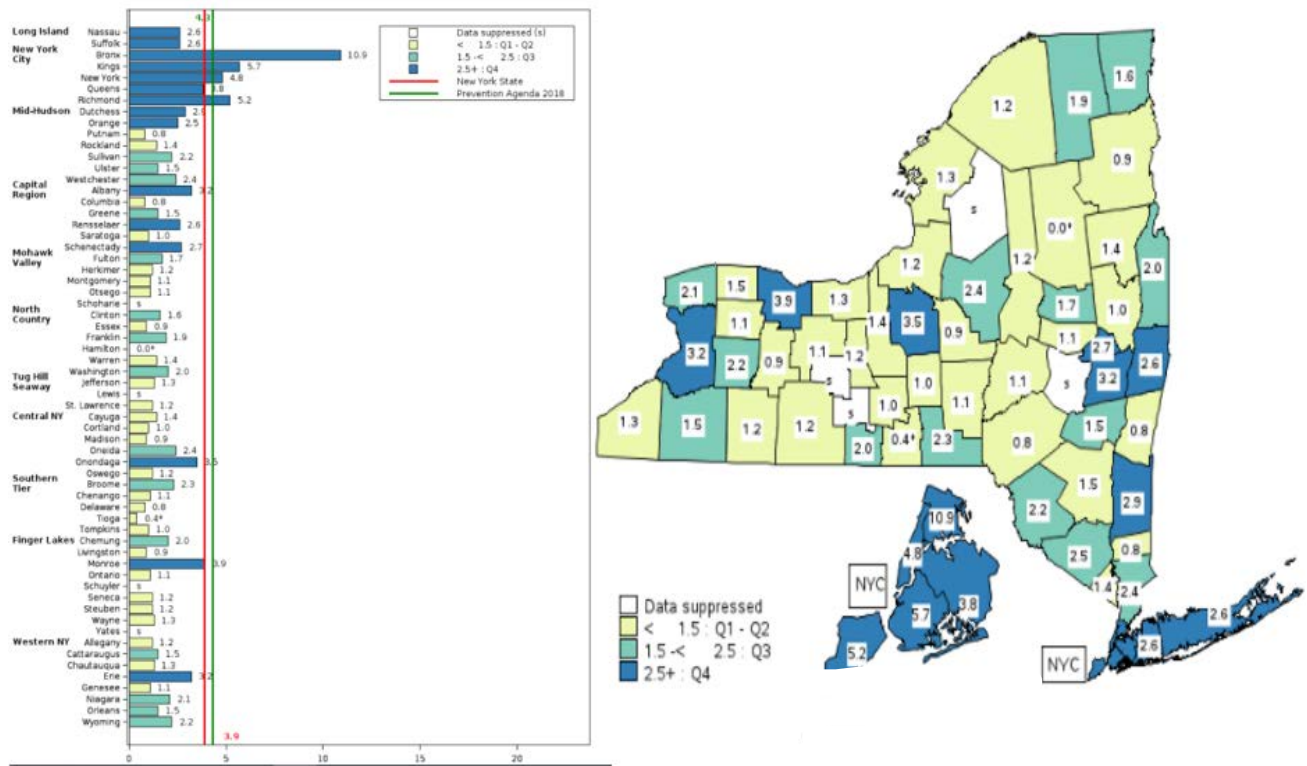 4.3
Long Island Nassau 2.6
Suffolk 2.6
New York
City
Bronx 10.9
Kings 5.7
New York 4.8
Queens 3.8
Richmond 5.2
Mid-Hudson Dutchess 2.9
Orange 2.5
Putnam 0.8
Rockland 1.4
Sullivan 2.2
Ulster 1.5
Westchester 2.4
Capital
Region
Albany 3.2
Columbia 0.8
Greene 1.5
Rensselaer 2.6
Saratoga 1.0
Schenectady 2.7
Mohawk
Valley
Fulton 1.7
Herkimer 1.2
Montgomery 1.1
Otsego 1.1
Schoharie s
North
Country
Clinton 1.6
Essex 0.9
Franklin 1.9
Hamilton 0.0*
Warren 1.4
Washington 2.0
Tug Hill
Seaway
Jefferson 1.3
Lewis s
St. Lawrence 1.2
Central NY Cayuga 1.4
Cortland 1.0
Madison 0.9
Oneida 2.4
Onondaga 3.5
Oswego 1.2
Southern
Tier
Broome 2.3
Chenango 1.1
Delaware 0.8
Tioga 0.4*
Tompkins 1.0
Finger Lakes Chemung 2.0
Livingston 0.9
Monroe 3.9
Ontario 1.1
Schuyler s
Seneca 1.2
Steuben 1.2
Wayne 1.3
Yates s
Western NY Allegany 1.2
Cattaraugus 1.5
Chautauqua 1.3
Erie 3.2
Genesee 1.1
Niagara 2.1
Orleans 1.5
Wyoming 2.2
3.9
0 5 10 15 20
Data suppressed (s)
< 1.5 : Q1 - Q2
1.5 -< 2.5 : Q3
2.5+ : Q4
New York State
Prevention Agenda 2018
1.2
1.9
1.6
0.9
1.3
s
0.0*
1.4
1.2
1.2
2.0
2.4
2.1
1.5
3.9
1.3
1.4
3.5
0.9
1.7
1.0
1.1
1.1
2.7
3.2
2.2
0.9
1.1
1.2
2.6
3.2
s
1.0
1.1
1.1
s
1.3
1.5
1.2
1.2
s
1.0
2.0
0.4*
2.3
0.8
1.5
0.8
1.5
2.2
2.9
2.5
0.8
1.4
2.4
10.9
4.8
NYC
5.7
3.8
5.2
2.6
2.6
NYC
Data suppressed
< 1.5 : Q1 - Q2
1.5 -< 2.5 : Q3
2.5+ : Q4